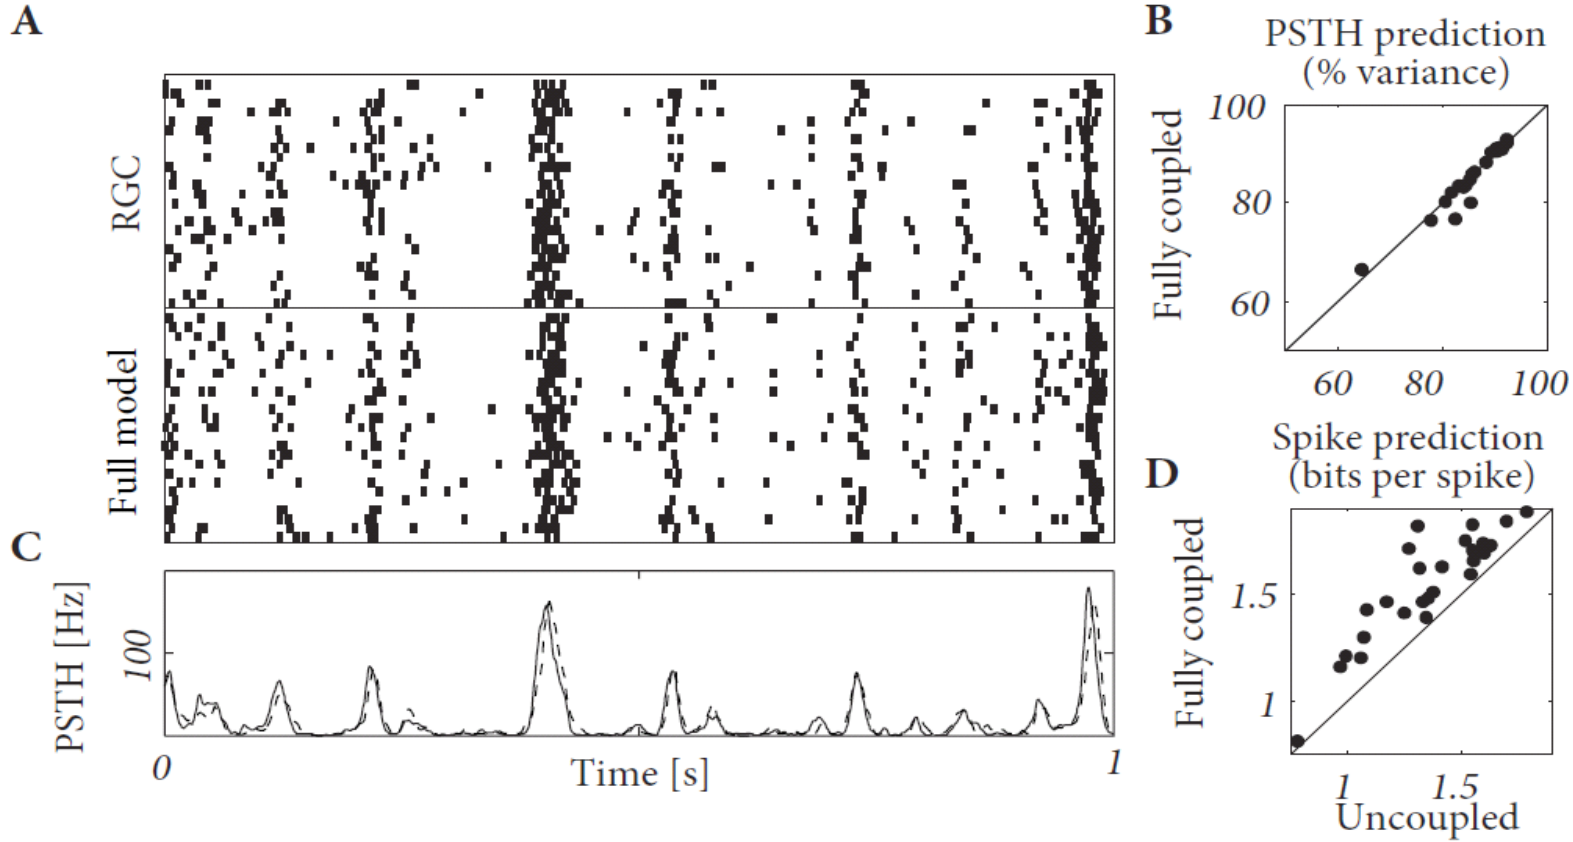 A
RGC
Full model
B
PSTH prediction
(% variance)
Fully coupled
100
80
60
60 80 100
C
PSTH [Hz]
100
0
Time [s]
1
D
Spike prediction
(bits per spike)
Fully coupled
1.5
1
1 1.5
Uncoupled